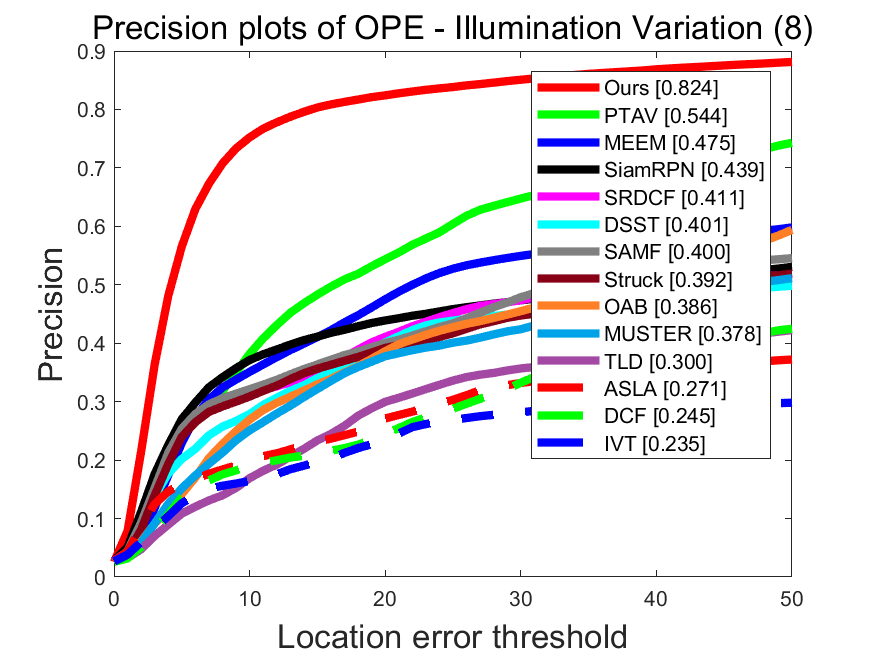 Precision plots of OPE - Illumination Variation (8)
0.9
0.8
0.7
0.6
0.5
0.4
0.3
0.2
0.1
0
Precision
Ours [0.824]
PTAV [0.544]
MEEM [0.475]
SiamRPN [0.439]
SRDCF [0.411]
DSST [0.401]
SAMF [0.400]
Struck [0.392]
OAB [0.386]
MUSTER [0.378]
TLD [0.300]
ASLA [0.271]
DCF [0.245]
IVT [0.235]
0 10 20 30 40 50
Location error threshold